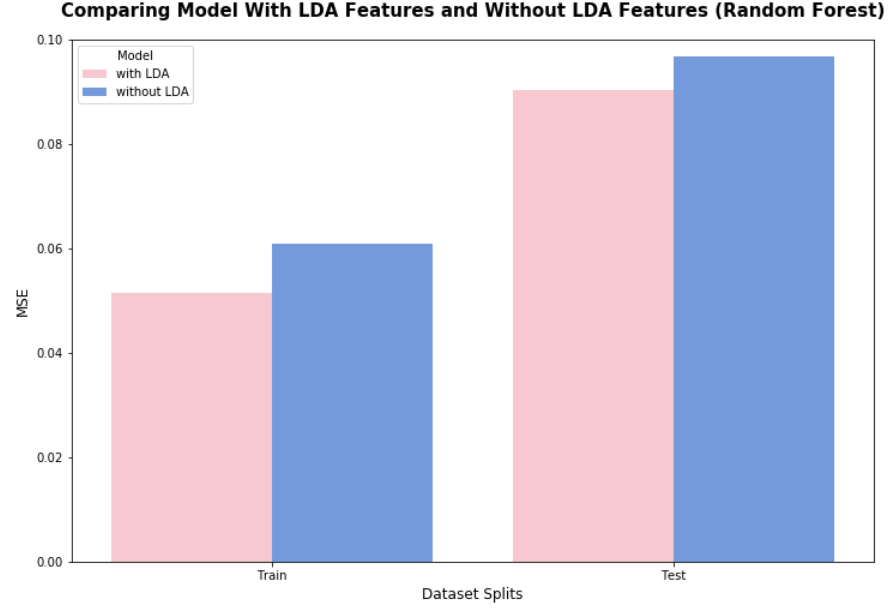 Comparing Model With LDA Features and Without LDA Features (Random Forest)
Model
with LDA
without LDA
MSE
0.10
0.08
0.06
0.04
0.02
0.00
Train
Test
Dataset Splits